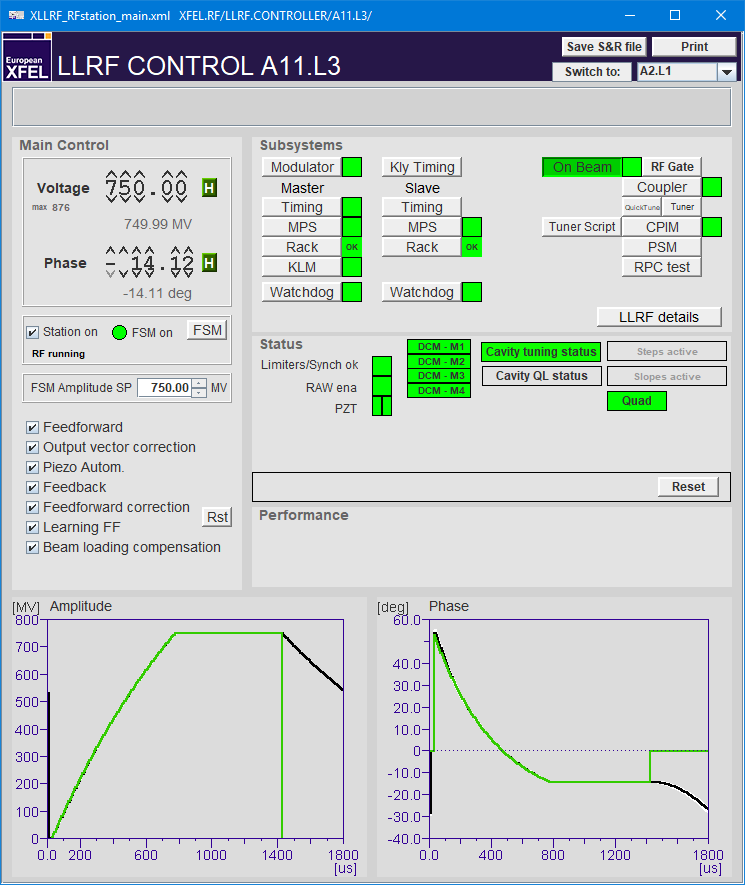 XLLRF_RFstation_main.xml XFEL.RF/LLRF.CONTROLLER/A11.L3/
European
XFEL
LLRF CONTROL A11.L3
Save S&R file
Print
Switch to:
A2.L1
Main Control
Voltage
max 876
750.00
H
749.99 MV
Phase
- 14.12
H
-14.11 deg
Station on
FSM on
FSM
RF running
FSM Amplitude SP
750.00
MV
Feedforward
Output vector correction
Piezo Autom.
Feedback
Feedforward correction
Rst
Learning FF
Beam loading compensation
Subsystems
Modulator
Kly Timing
On Beam
RF Gate
Master
Slave
Coupler
Timing
Timing
QuickTune
Tuner
MPS
MPS
Tuner Script
CPIM
Rack
OK
Rack
OK
PSM
KLM
RPC test
Watchdog
Watchdog
LLRF details
Status
Limiters/Synch ok
RAW ena
PZT
DCM - M1
DCM - M2
DCM - M3
DCM - M4
Cavity tuning status
Cavity QL status
Steps active
Slopes active
Quad
Reset
Performance
[MV] Amplitude
800
700
600
500
400
300
200
100
0
0.0 200 600 1000 1400 1800
[us]
[deg] Phase
60.0
40.0
30.0
20.0
10.0
0
-10.0
-20.0
-30.0
-40.0
0.0 400 800 1200 1800
[us]